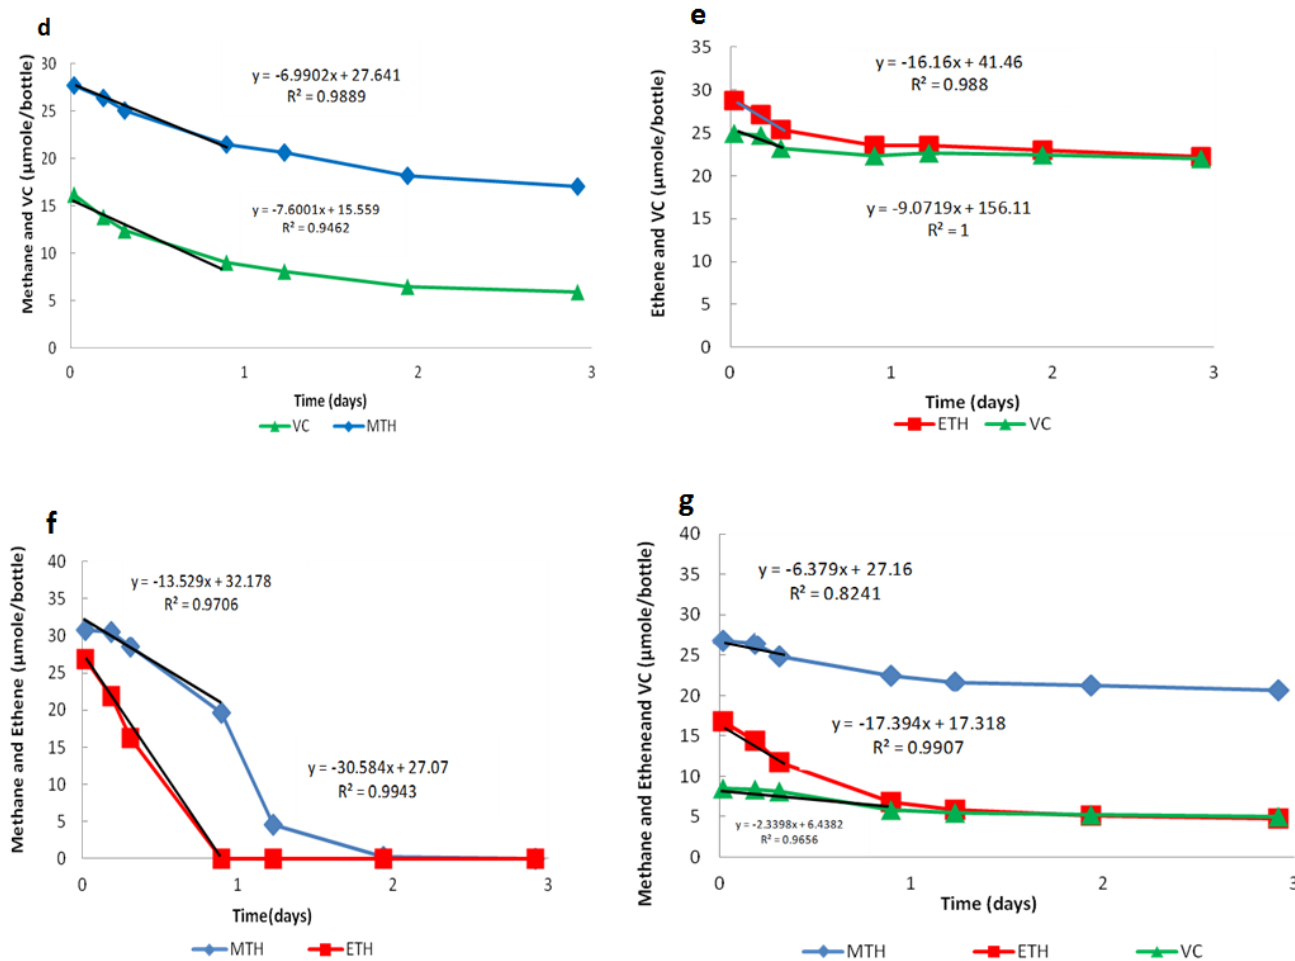 d
Methane and VC (µmole/bottle)
30
25
20
15
10
5
0
y = -6.9902x + 27.641
R² = 0.9889
y = -7.6001x + 15.559
R² = 0.9462
0 1 2 3
Time (days)
VC MTH
e
Ethene and VC (µmole/bottle)
35
30
25
20
15
10
5
0
y = -16.16x + 41.46
R² = 0.988
y = -9.0719x + 156.11
R² = 1
0 1 2 3
Time (days)
ETH VC
f
Methane and Ethene (µmole/bottle)
40
35
30
25
20
15
10
5
0
y = -13.529x + 32.178
R² = 0.9706
y = -30.584x + 27.07
R² = 0.9943
0 1 2 3
Time(days)
MTH ETH
g
Methane and Etheneand VC (µmole/bottle)
40
35
30
25
20
15
10
5
0
y = -6.379x + 27.16
R² = 0.8241
y = -17.394x + 17.318
R² = 0.9907
y = -2.3398x + 6.4382
R² = 0.9656
0 1 2 3
Time (days)
MTH ETH VC